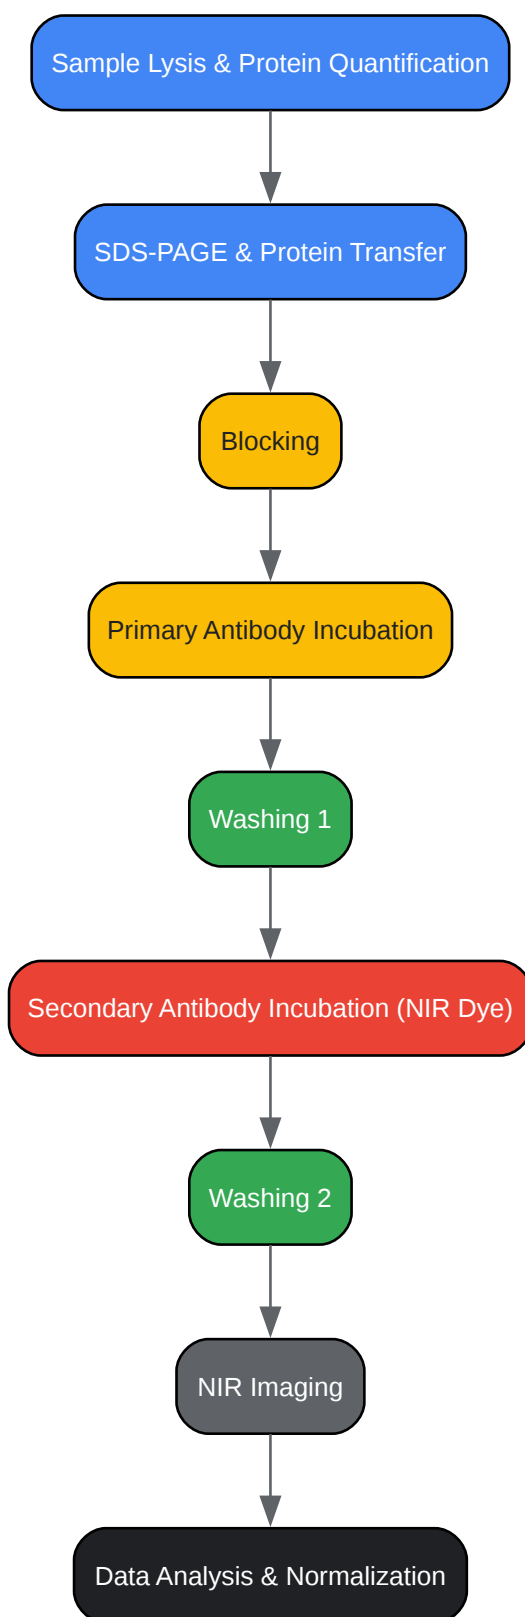 Sample Lysis & Protein Quantification
SDS-PAGE & Protein Transfer
Blocking
Primary Antibody Incubation
Washing 1
Secondary Antibody Incubation (NIR Dye)
Washing 2
NIR Imaging
Data Analysis & Normalization